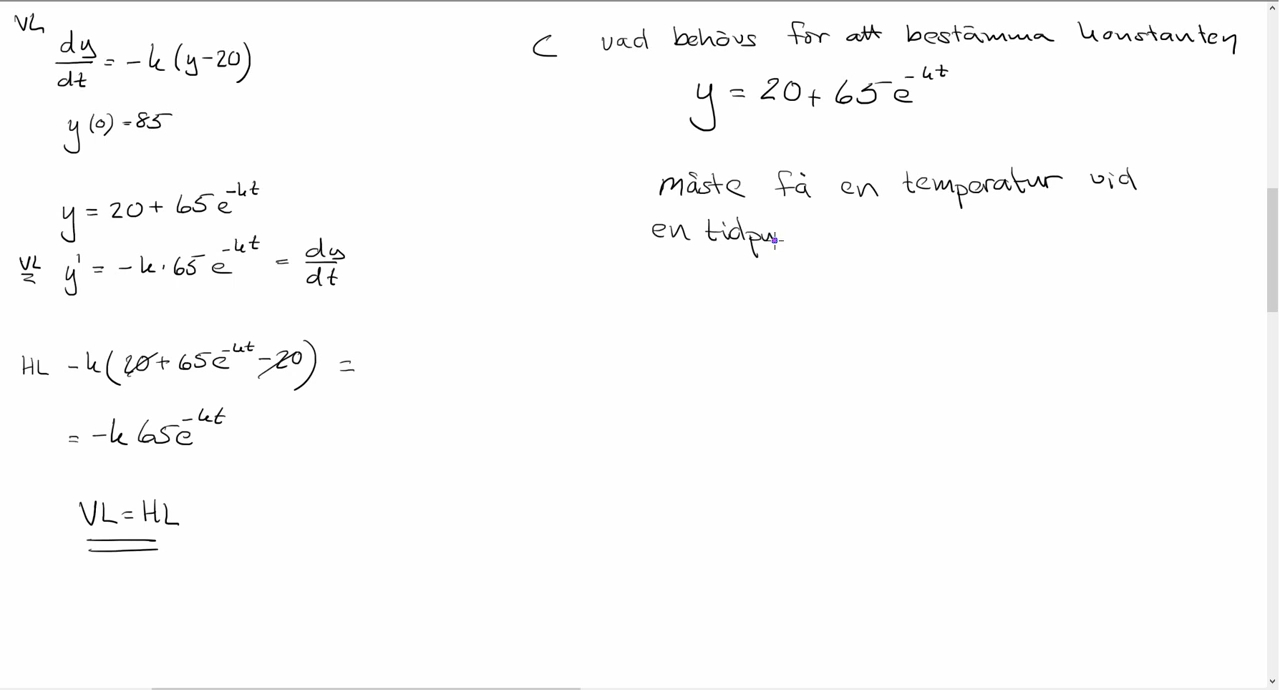 VL
dy/dt = -k(y-20)
y(0) = 85
y = 20 + 65e^-kt
VL y' = -k·65e^-kt = dy/dt
HL -k(20 + 65e^-kt - 20) =
= -k65e^-kt
VL = HL
C vad behövs för att bestämma konstanten
y = 20 + 65e^-kt
måste få en temperatur vid
en tidpu